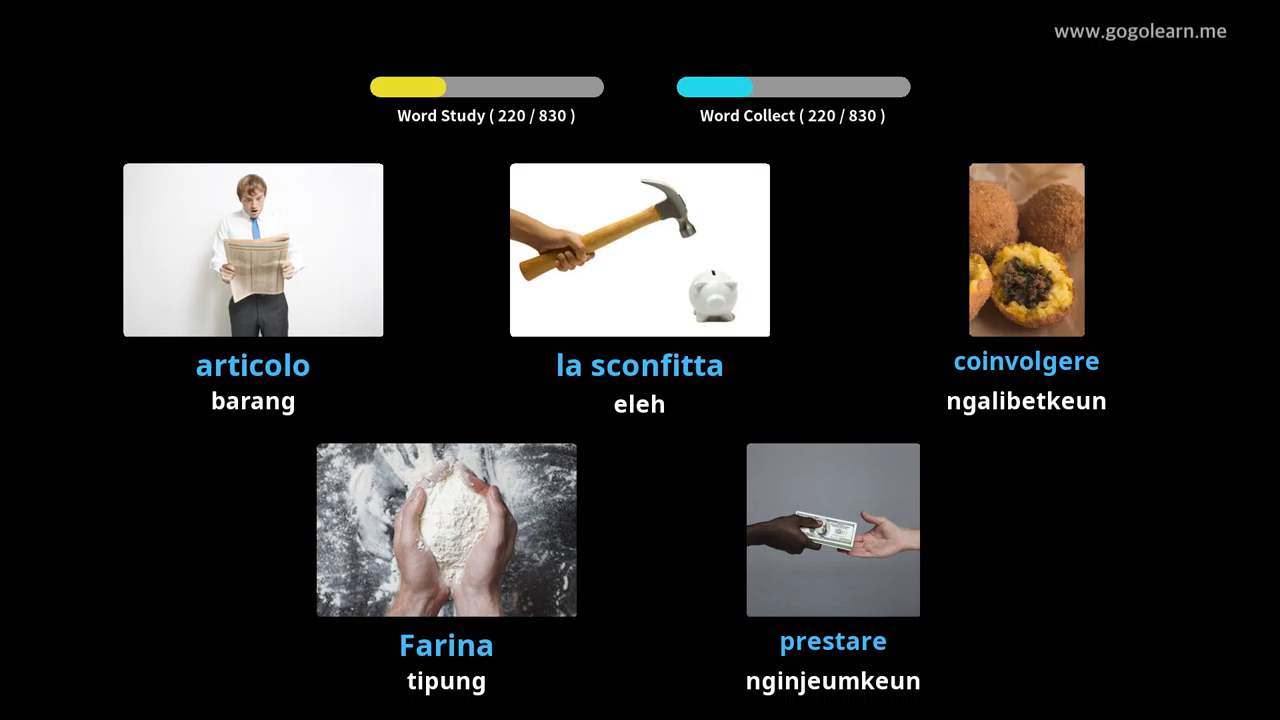 www.gogolearn.me
Word Study ( 220 / 830 )
Word Collect ( 220 / 830 )
articolo
barang
la sconfitta
eleh
coinvolgere
ngalibetkeun
Farina
tipung
prestare
nginjeumkeun